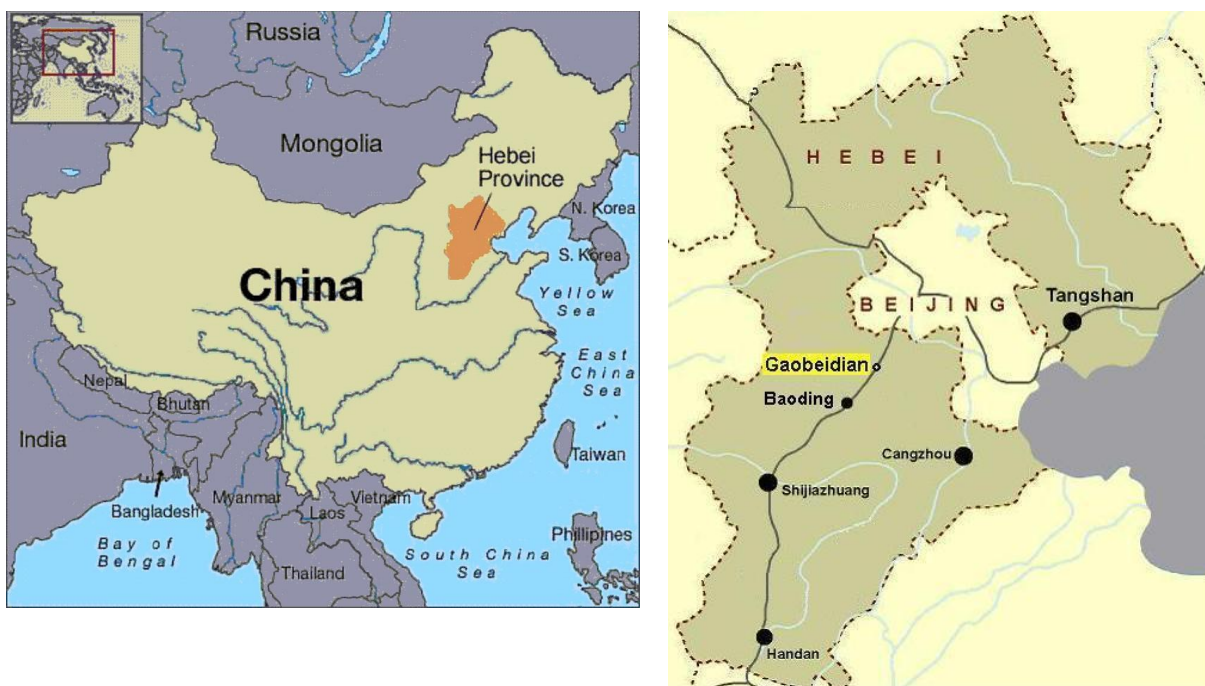 Russia
Mongolia
Hebei
Province
N. Korea
S. Korea
China
Yellow
Sea
East
China
Sea
Nepal
Bhutan
India
Taiwan
Myanmar
Vietnam
Laos
Bangladesh
Bay of
Bengal
Phillipines
South China
Sea
Thailand
HEBEI
BEIJING
Tangshan
Gaobeidian
Baoding
Cangzhou
Shijiazhuang
Handan